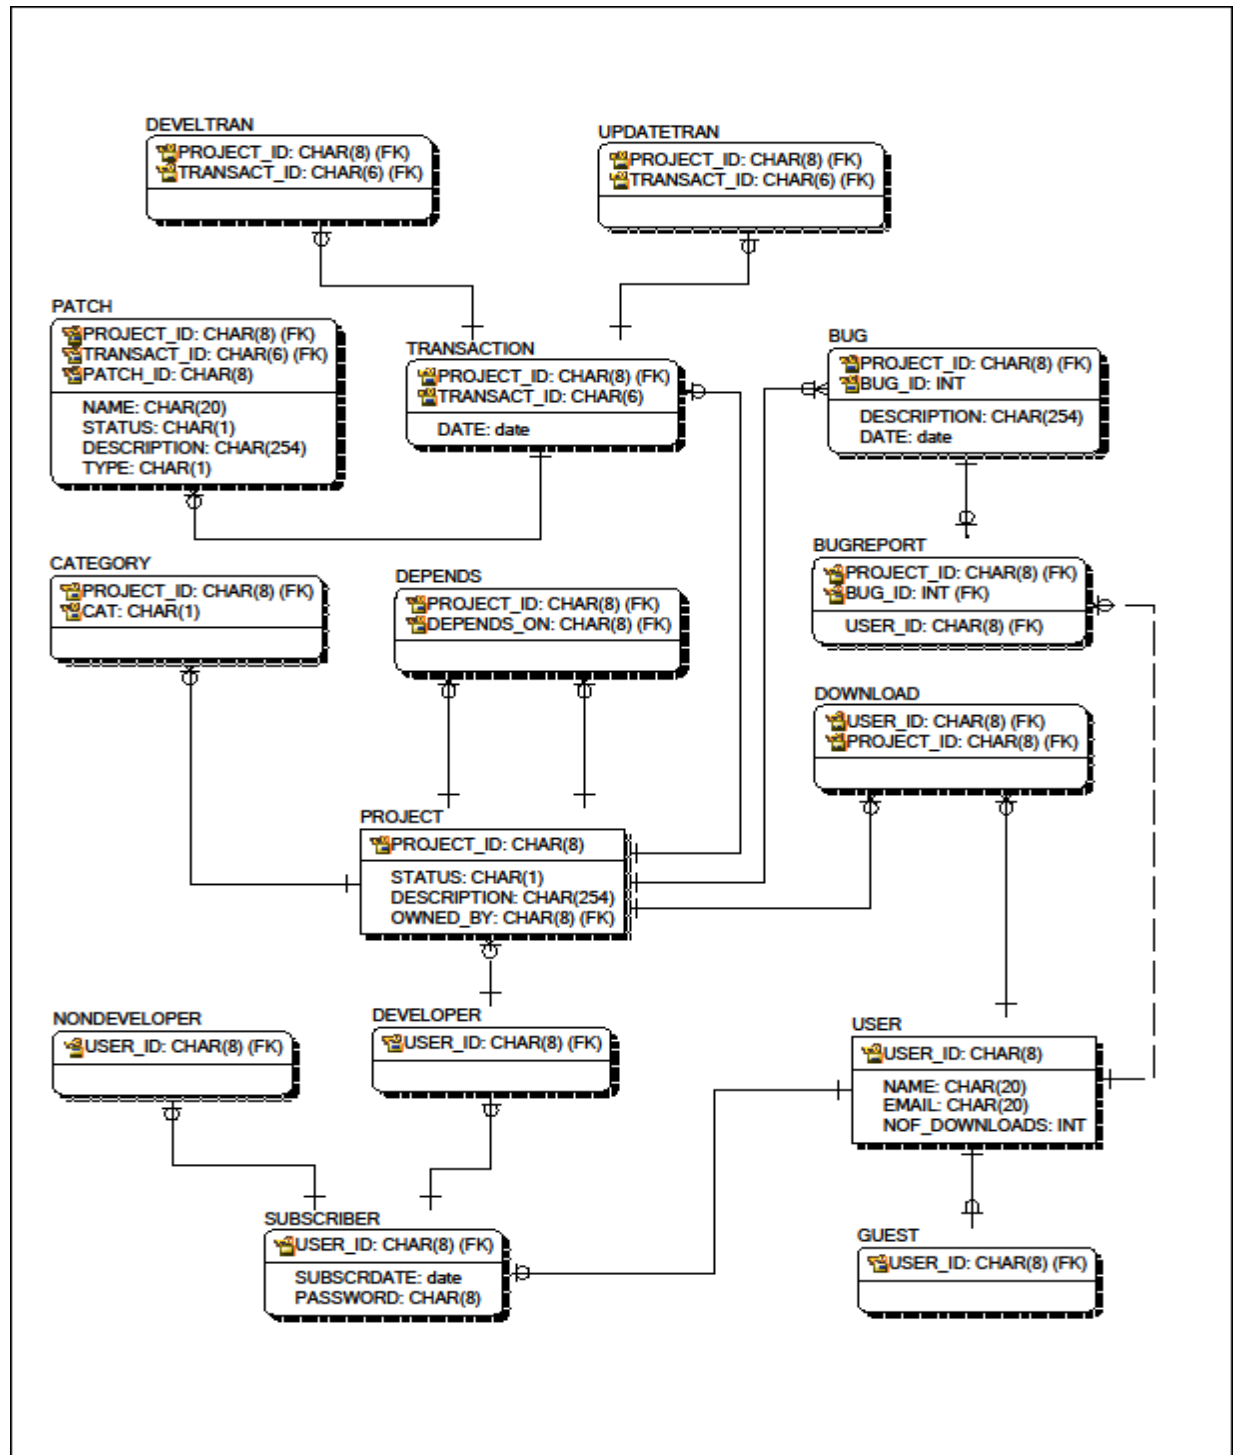 DEVELTRAN
PROJECT_ID: CHAR(8) (FK)
TRANSACT_ID: CHAR(6) (FK)
UPDATETRAN
PROJECT_ID: CHAR(8) (FK)
TRANSACT_ID: CHAR(6) (FK)
PATCH
PROJECT_ID: CHAR(8) (FK)
TRANSACT_ID: CHAR(6) (FK)
PATCH_ID: CHAR(8)
NAME: CHAR(20)
STATUS: CHAR(1)
DESCRIPTION: CHAR(254)
TYPE: CHAR(1)
TRANSACTION
PROJECT_ID: CHAR(8) (FK)
TRANSACT_ID: CHAR(6)
DATE: date
BUG
PROJECT_ID: CHAR(8) (FK)
BUG_ID: INT
DESCRIPTION: CHAR(254)
DATE: date
CATEGORY
PROJECT_ID: CHAR(8) (FK)
CAT: CHAR(1)
DEPENDS
PROJECT_ID: CHAR(8) (FK)
DEPENDS_ON: CHAR(8) (FK)
BUGREPORT
PROJECT_ID: CHAR(8) (FK)
BUG_ID: INT (FK)
USER_ID: CHAR(8) (FK)
DOWNLOAD
USER_ID: CHAR(8) (FK)
PROJECT_ID: CHAR(8) (FK)
PROJECT
PROJECT_ID: CHAR(8)
STATUS: CHAR(1)
DESCRIPTION: CHAR(254)
OWNED_BY: CHAR(8) (FK)
NONDEVELOPER
USER_ID: CHAR(8) (FK)
DEVELOPER
USER_ID: CHAR(8) (FK)
USER
USER_ID: CHAR(8)
NAME: CHAR(20)
EMAIL: CHAR(20)
NOF_DOWNLOADS: INT
SUBSCRIBER
USER_ID: CHAR(8) (FK)
SUBSCRDATE: date
PASSWORD: CHAR(8)
GUEST
USER_ID: CHAR(8) (FK)